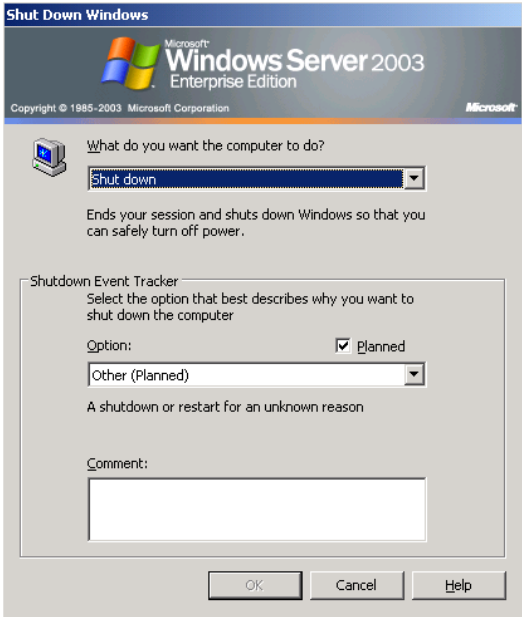 Shut Down Windows
Microsoft
Windows Server 2003
Enterprise Edition
Copyright © 1985-2003 Microsoft Corporation
Microsoft
What do you want the computer to do?
Shut down
Ends your session and shuts down Windows so that you
can safely turn off power.
Shutdown Event Tracker
Select the option that best describes why you want to
shut down the computer
Option:
Planned
Other (Planned)
A shutdown or restart for an unknown reason
Comment:
OK
Cancel
Help